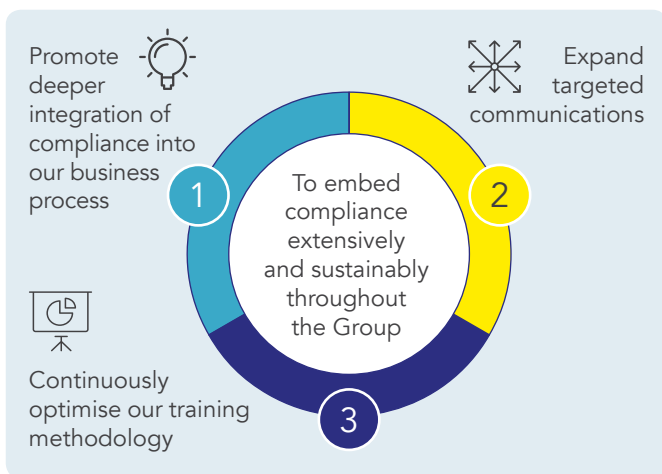 Promote
deeper
integration of
compliance into
our business
process
1
Expand
targeted
communications
2
To embed
compliance
extensively
and sustainably
throughout
the Group
Continuously
optimise our training
methodology
3